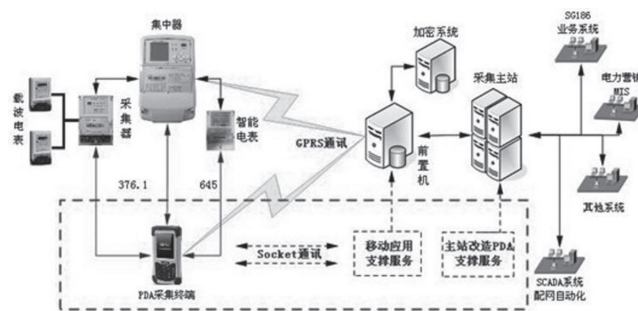 集中器
加密系统
SG186
业务系统
载波电表
采集器
智能
电表
GPRS通讯
前置机
采集主站
电力营销
MIS
其他系统
376.1
645
移动应用
支撑服务
主站改造PDA
支撑服务
Socket通讯
PDA采集终端
SCADA系统
配网自动化